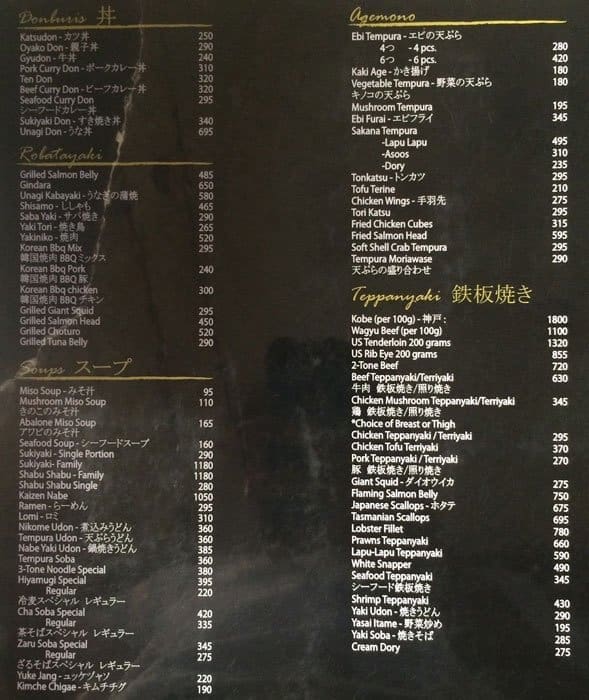 Donburis 丼
Katsudon - カツ丼 250
Oyako Don - 親子丼 290
Gyudon - 牛丼 240
Pork Curry Don - ポークカレー丼 310
Ten Don 320
Beef Curry Don - ビーフカレー丼 320
Seafood Curry Don 295
シーフードカレー丼
Sukiyaki Don - すき焼き丼 340
Unagi Don - うな丼 695
Robatayaki
Grilled Salmon Belly 485
Gindara 650
Unagi Kabayaki - うなぎの蒲焼 580
Shisamo - ししゃも 465
Saba Yaki - サバ焼き 290
Yaki Tori - 焼き鳥 265
Yakiniko - 焼肉 520
Korean Bbq Mix 295
韓国焼肉 BBQ ミックス
Korean Bbq Pork 240
韓国焼肉 BBQ 豚
Korean Bbq chicken 300
韓国焼肉 BBQ チキン
Grilled Giant Squid 295
Grilled Salmon Head 450
Grilled Choturo 520
Grilled Tuna Belly 290
Soups スープ
Miso Soup - みそ汁 95
Mushroom Miso Soup 110
きのこのみそ汁
Abalone Miso Soup 165
アワビのみそ汁
Seafood Soup - シーフードスープ 160
Sukiyaki - Single Portion 290
Sukiyaki- Family 1180
Shabu Shabu - Family 1180
Shabu Shabu Single 280
Kaizen Nabe 1050
Ramen - らーめん 295
Lomi - ロミ 310
Nikome Udon - 煮込みうどん 360
Tempura Udon - 天ぷらうどん 360
Nabe Yaki Udon - 鍋焼きうどん 385
Tempura Soba 360
3-Tone Noodle Special 380
Hiyamugi Special 395
Regular 220
冷麦スペシャル レギュラー
Cha Soba Special 420
Regular 335
茶そばスペシャル レギュラー
Zaru Soba Special 345
Regular 275
ざるそばスペシャル レギュラー
Yuke Jang - ユッケヅャン 220
Kimche Chigae - キムチチグ 190
Agemono
Ebi Tempura - エビの天ぷら
4つ - 4 pcs. 280
6つ - 6 pcs. 420
Kaki Age - かき揚げ 180
Vegetable Tempura - 野菜の天ぷら 180
キノコの天ぷら
Mushroom Tempura 195
Ebi Furai - エビフライ 345
Sakana Tempura
-Lapu Lapu 495
-Asoos 310
-Dory 235
Tonkatsu - トンカツ 295
Tofu Terine 210
Chicken Wings - 手羽先 275
Tori Katsu 295
Fried Chicken Cubes 315
Fried Salmon Head 595
Soft Shell Crab Tempura 295
Tempura Moriawase 290
天ぷらの盛り合わせ
Teppanyaki 鉄板焼き
Kobe (per 100g) - 神戸 : 1800
Wagyu Beef (per 100g) 1100
US Tenderloin 200 grams 1320
US Rib Eye 200 grams 855
2-Tone Beef 720
Beef Teppanyaki/Terriyaki 630
牛肉 鉄板焼き/照り焼き
Chicken Mushroom Teppanyaki/Terriyaki 345
鶏 鉄板焼き/照り焼き
*Choice of Breast or Thigh
Chicken Teppanyaki / Terriyaki 295
Chicken Tofu Terriyaki 370
Pork Teppanyaki / Terriyaki 270
豚 鉄板焼き/照り焼き
Giant Squid - ダイオウイカ 275
Flaming Salmon Belly 750
Japanese Scallops - ホタテ 675
Tasmanian Scallops 695
Lobster Fillet 780
Prawns Teppanyaki 660
Lapu-Lapu Teppanyaki 590
White Snapper 490
Seafood Teppanyaki 345
シーフード鉄板焼き
Shrimp Teppanyaki 430
Yaki Udon - 焼きうどん 290
Yasai Itame - 野菜炒め 195
Yaki Soba - 焼きそば 285
Cream Dory 275